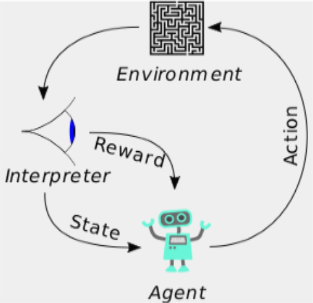 Environment
Reward
Action
Interpreter
State
Agent